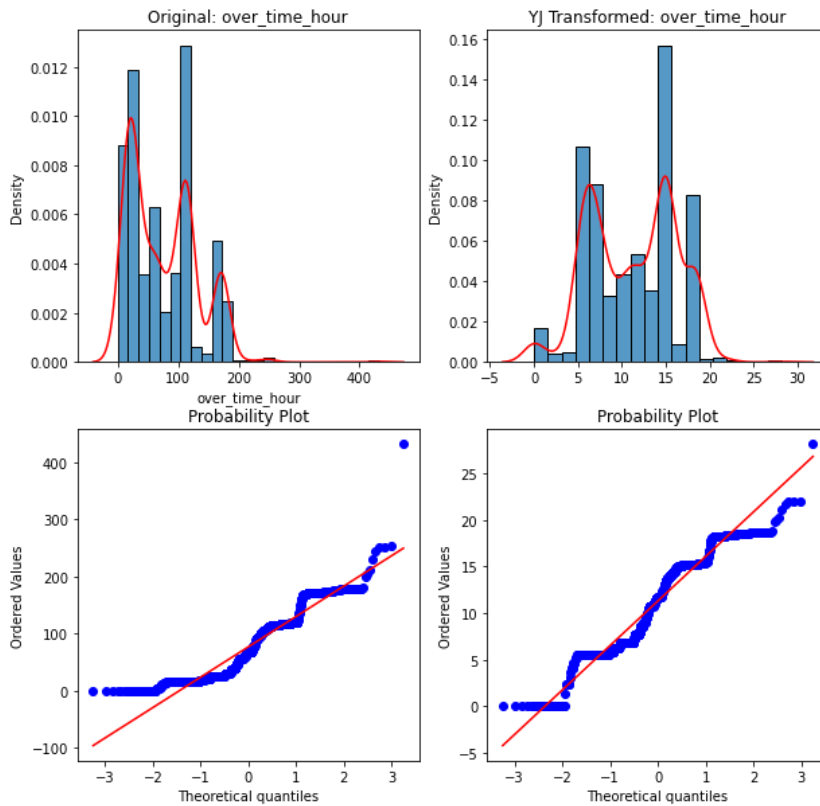 Original: over_time_hour
YJ Transformed: over_time_hour
Density
0.012
0.010
0.008
0.006
0.004
0.002
0.000
0 100 200 300 400
over_time_hour
Density
0.16
0.14
0.12
0.10
0.08
0.06
0.04
0.02
0.00
−5 0 5 10 15 20 25 30
Probability Plot
Ordered Values
400
300
200
100
0
−100
−3 −2 −1 0 1 2 3
Theoretical quantiles
Probability Plot
Ordered Values
25
20
15
10
5
0
−5
−3 −2 −1 0 1 2 3
Theoretical quantiles